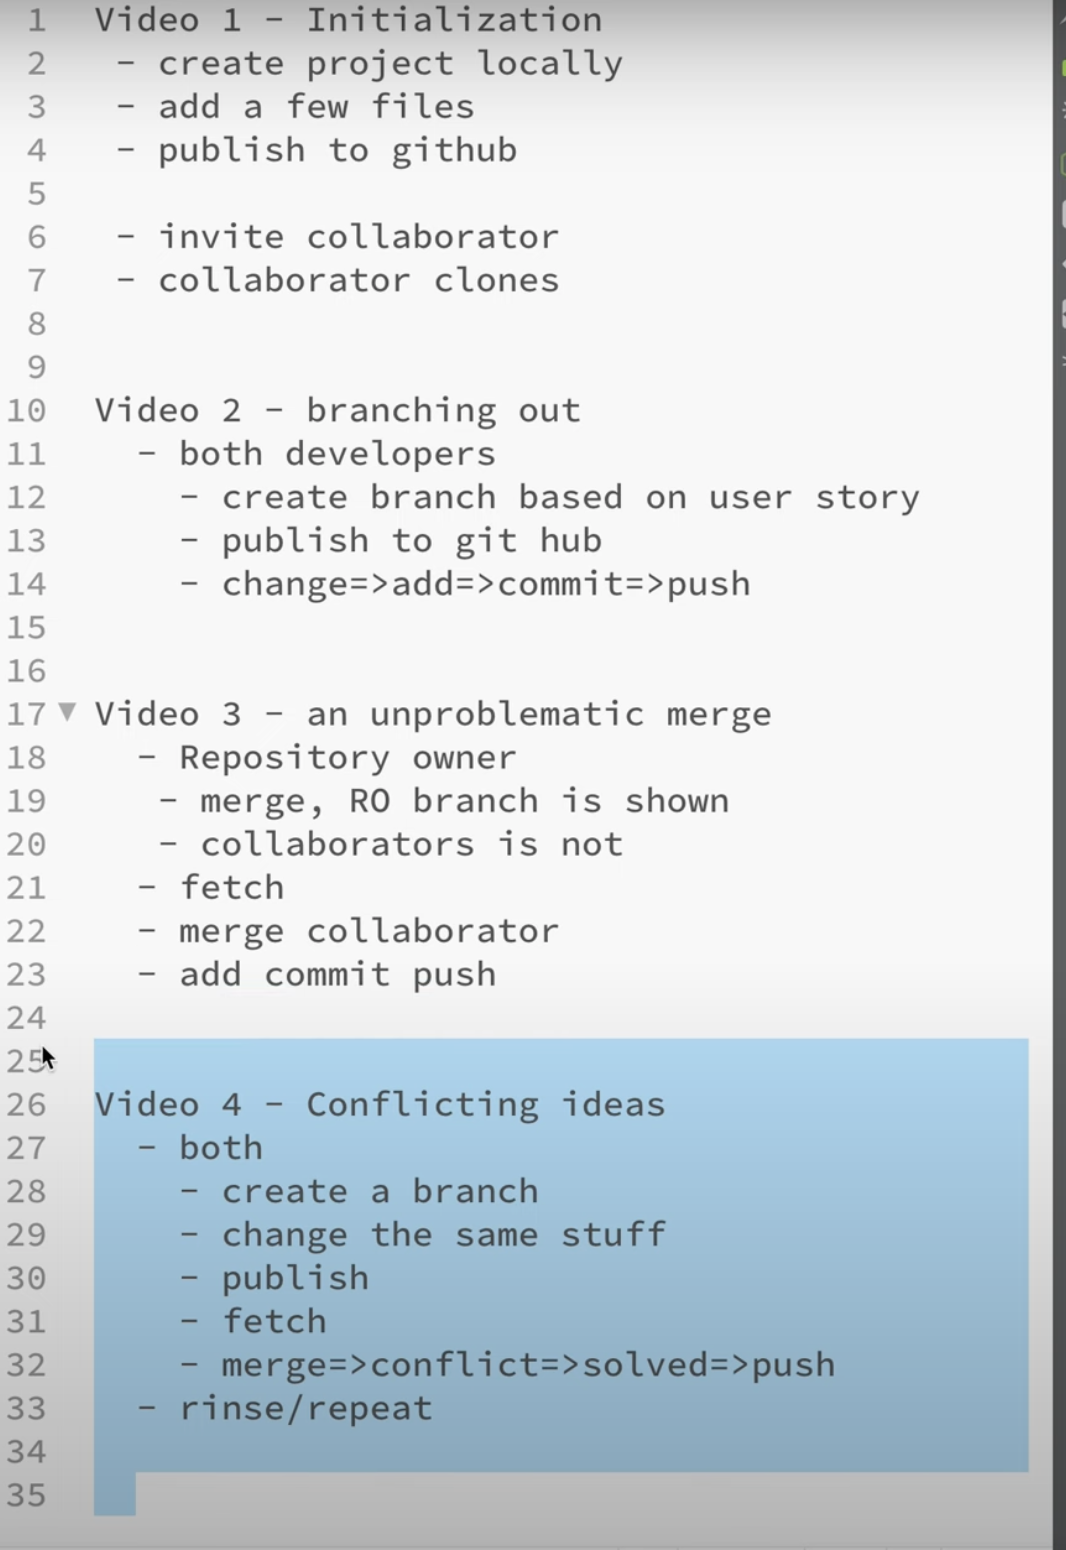 1 Video 1 - Initialization
2 - create project locally
3 - add a few files
4 - publish to github
5
6 - invite collaborator
7 - collaborator clones
8
9
10 Video 2 - branching out
11 - both developers
12 - create branch based on user story
13 - publish to git hub
14 - change=>add=>commit=>push
15
16
17 Video 3 - an unproblematic merge
18 - Repository owner
19 - merge, RO branch is shown
20 - collaborators is not
21 - fetch
22 - merge collaborator
23 - add commit push
24
25
26 Video 4 - Conflicting ideas
27 - both
28 - create a branch
29 - change the same stuff
30 - publish
31 - fetch
32 - merge=>conflict=>solved=>push
33 - rinse/repeat
34
35